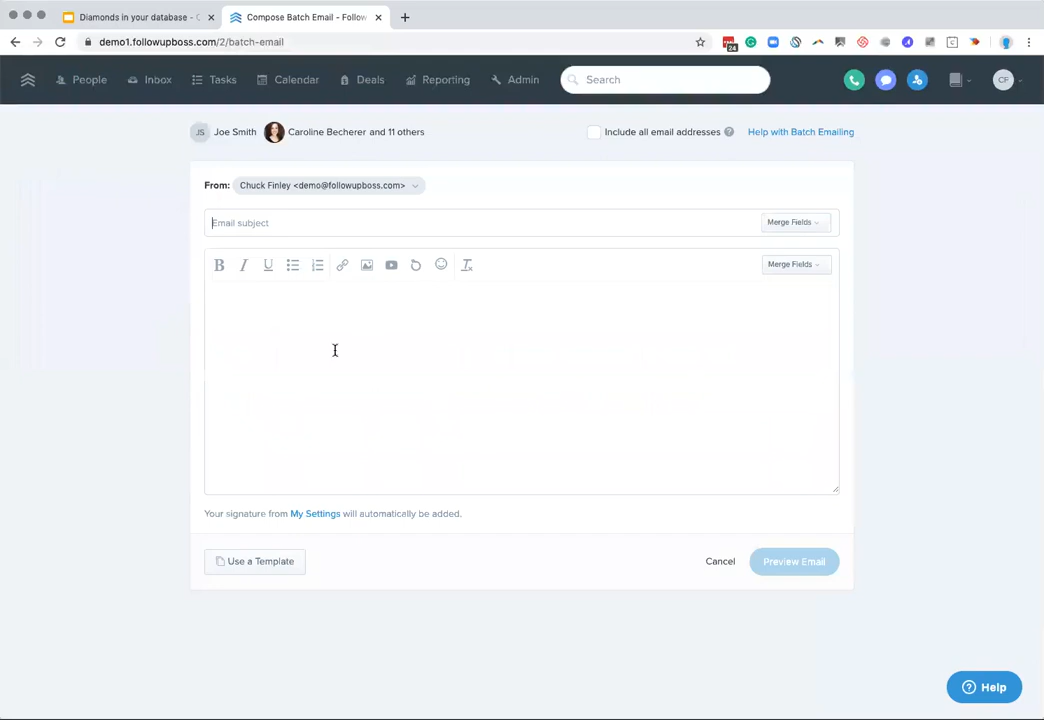 Diamonds in your database - G
Compose Batch Email - Follow
demo1.followupboss.com/2/batch-email
24
People Inbox Tasks Calendar Deals Reporting Admin Search CF
JS Joe Smith Caroline Becherer and 11 others Include all email addresses ? Help with Batch Emailing
From: Chuck Finley <demo@followupboss.com>
Email subject Merge Fields
B I U Merge Fields
Your signature from My Settings will automatically be added.
Use a Template Cancel Preview Email
? Help